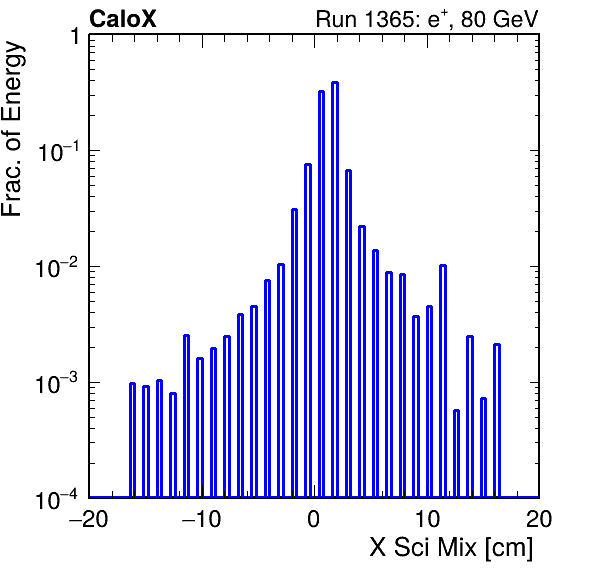 CaloX Run 1365: e⁺, 80 GeV
Frac. of Energy
1
10⁻¹
10⁻²
10⁻³
10⁻⁴
−20 −10 0 10 20
X Sci Mix [cm]